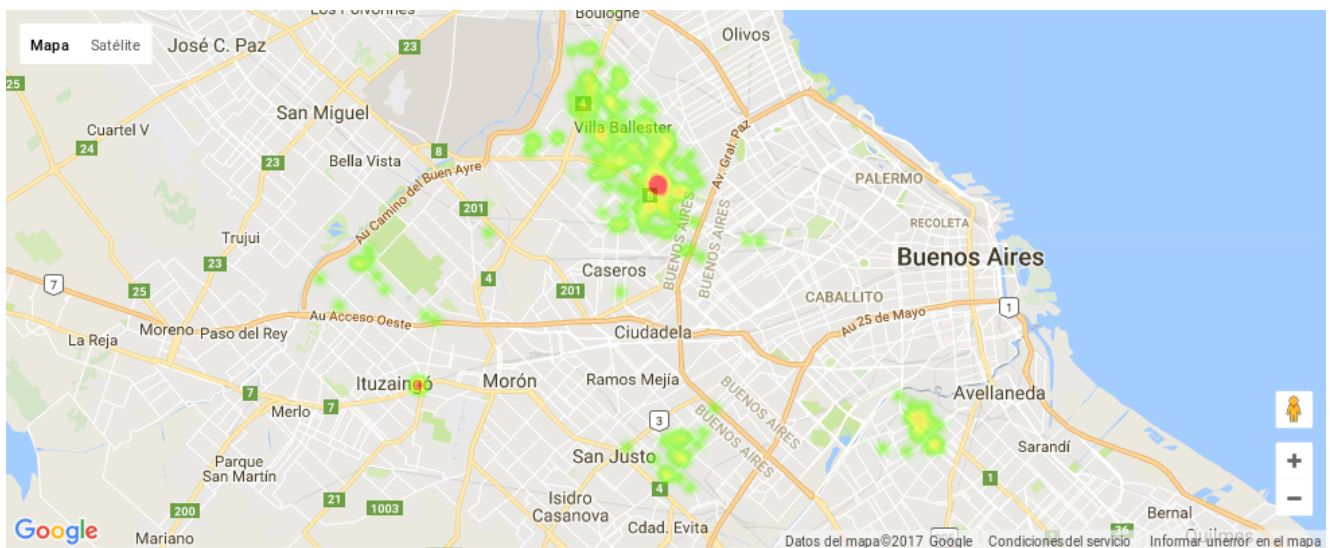 Los Polvorines
Boulogne
Olivos
Mapa Satélite
José C. Paz
23
25
4
San Miguel
Villa Ballester
Cuartel V
24
8
23
Bella Vista
Av. Gral. Paz
PALERMO
Au Camino del Buen Ayre
8
201
RECOLETA
Trujui
BUENOS AIRES
BUENOS AIRES
Buenos Aires
23
Caseros
7
4
25
201
CABALLITO
1
Au Acceso Oeste
Au 25 de Mayo
Moreno
Paso del Rey
Ciudadela
La Reja
Ituzaingó
Morón
Ramos Mejía
BUENOS AIRES
Avellaneda
7
Merlo
7
3
BUENOS AIRES
Sarandí
San Justo
Parque
San Martín
4
1
21
200
1003
Isidro
Casanova
Bernal
Google
Mariano
Cdad. Evita
36
Quilmes
Datos del mapa©2017 Google Condiciones del servicio Informar un error en el mapa